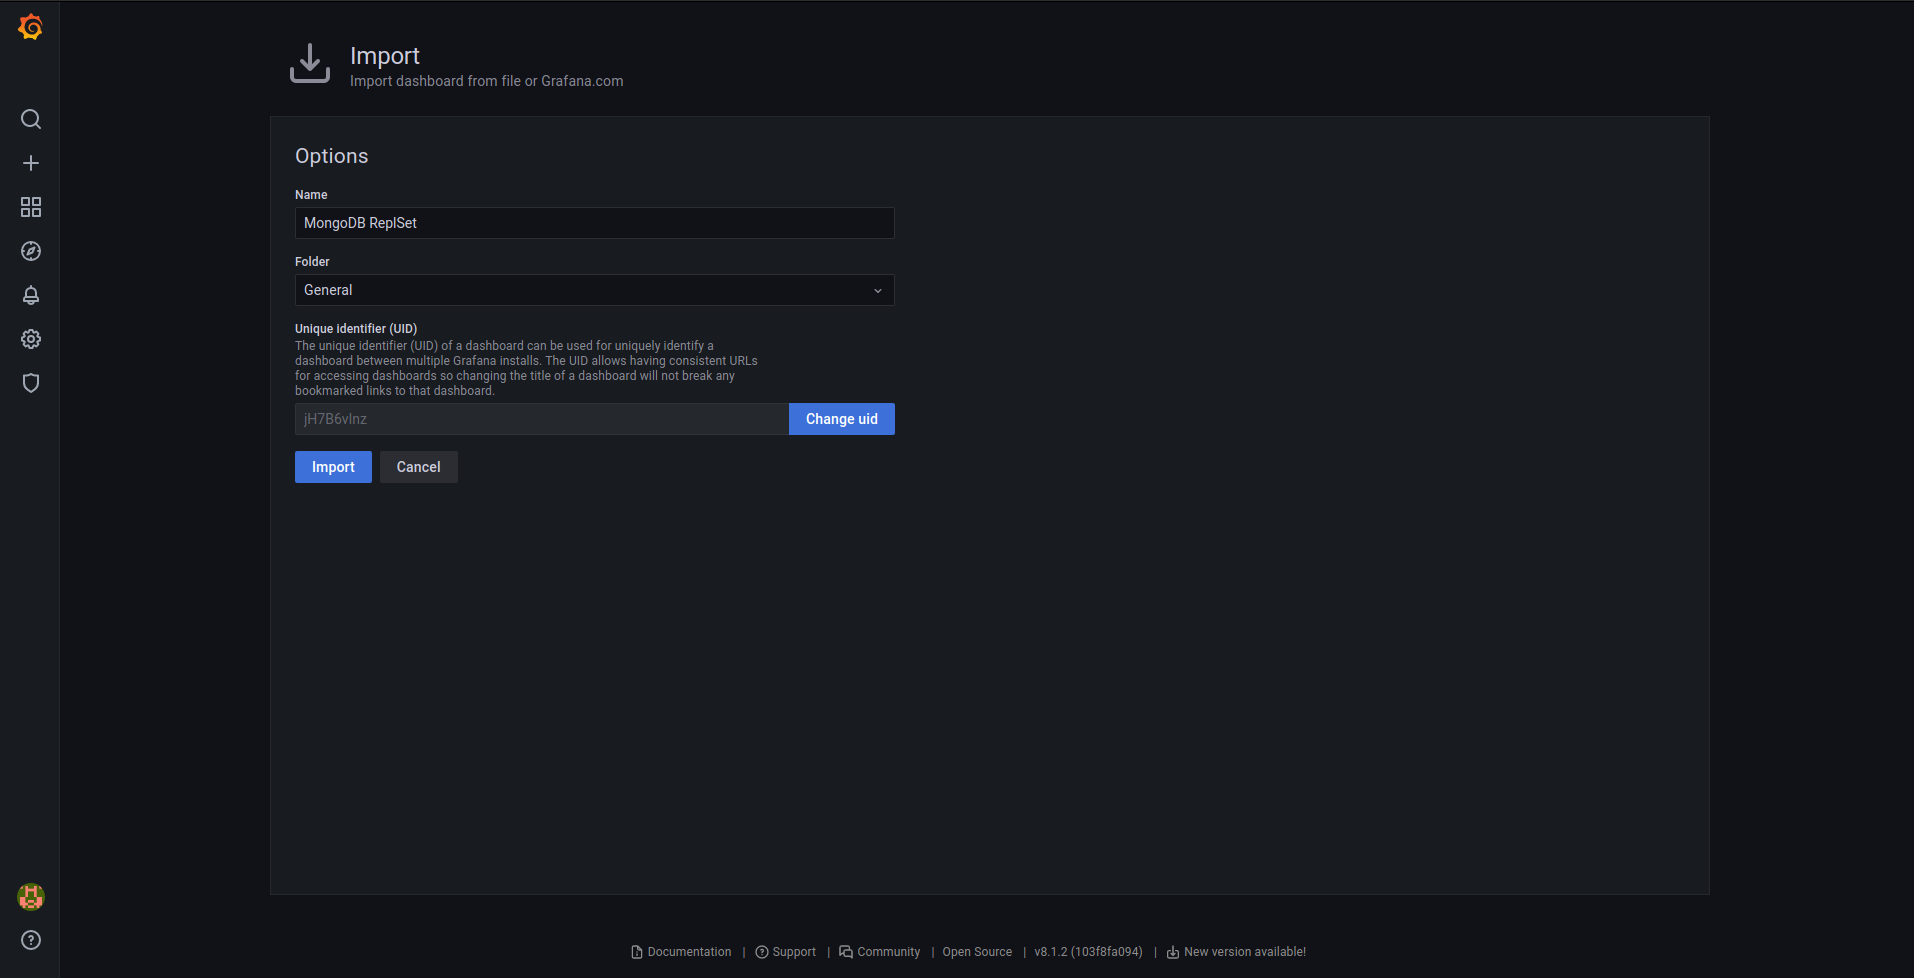 Import
Import dashboard from file or Grafana.com
Options
Name
MongoDB ReplSet
Folder
General
Unique identifier (UID)
The unique identifier (UID) of a dashboard can be used for uniquely identify a
dashboard between multiple Grafana installs. The UID allows having consistent URLs
for accessing dashboards so changing the title of a dashboard will not break any
bookmarked links to that dashboard.
jH7B6vlnz Change uid
Import Cancel
Documentation | Support | Community | Open Source | v8.1.2 (103f8fa094) | New version available!